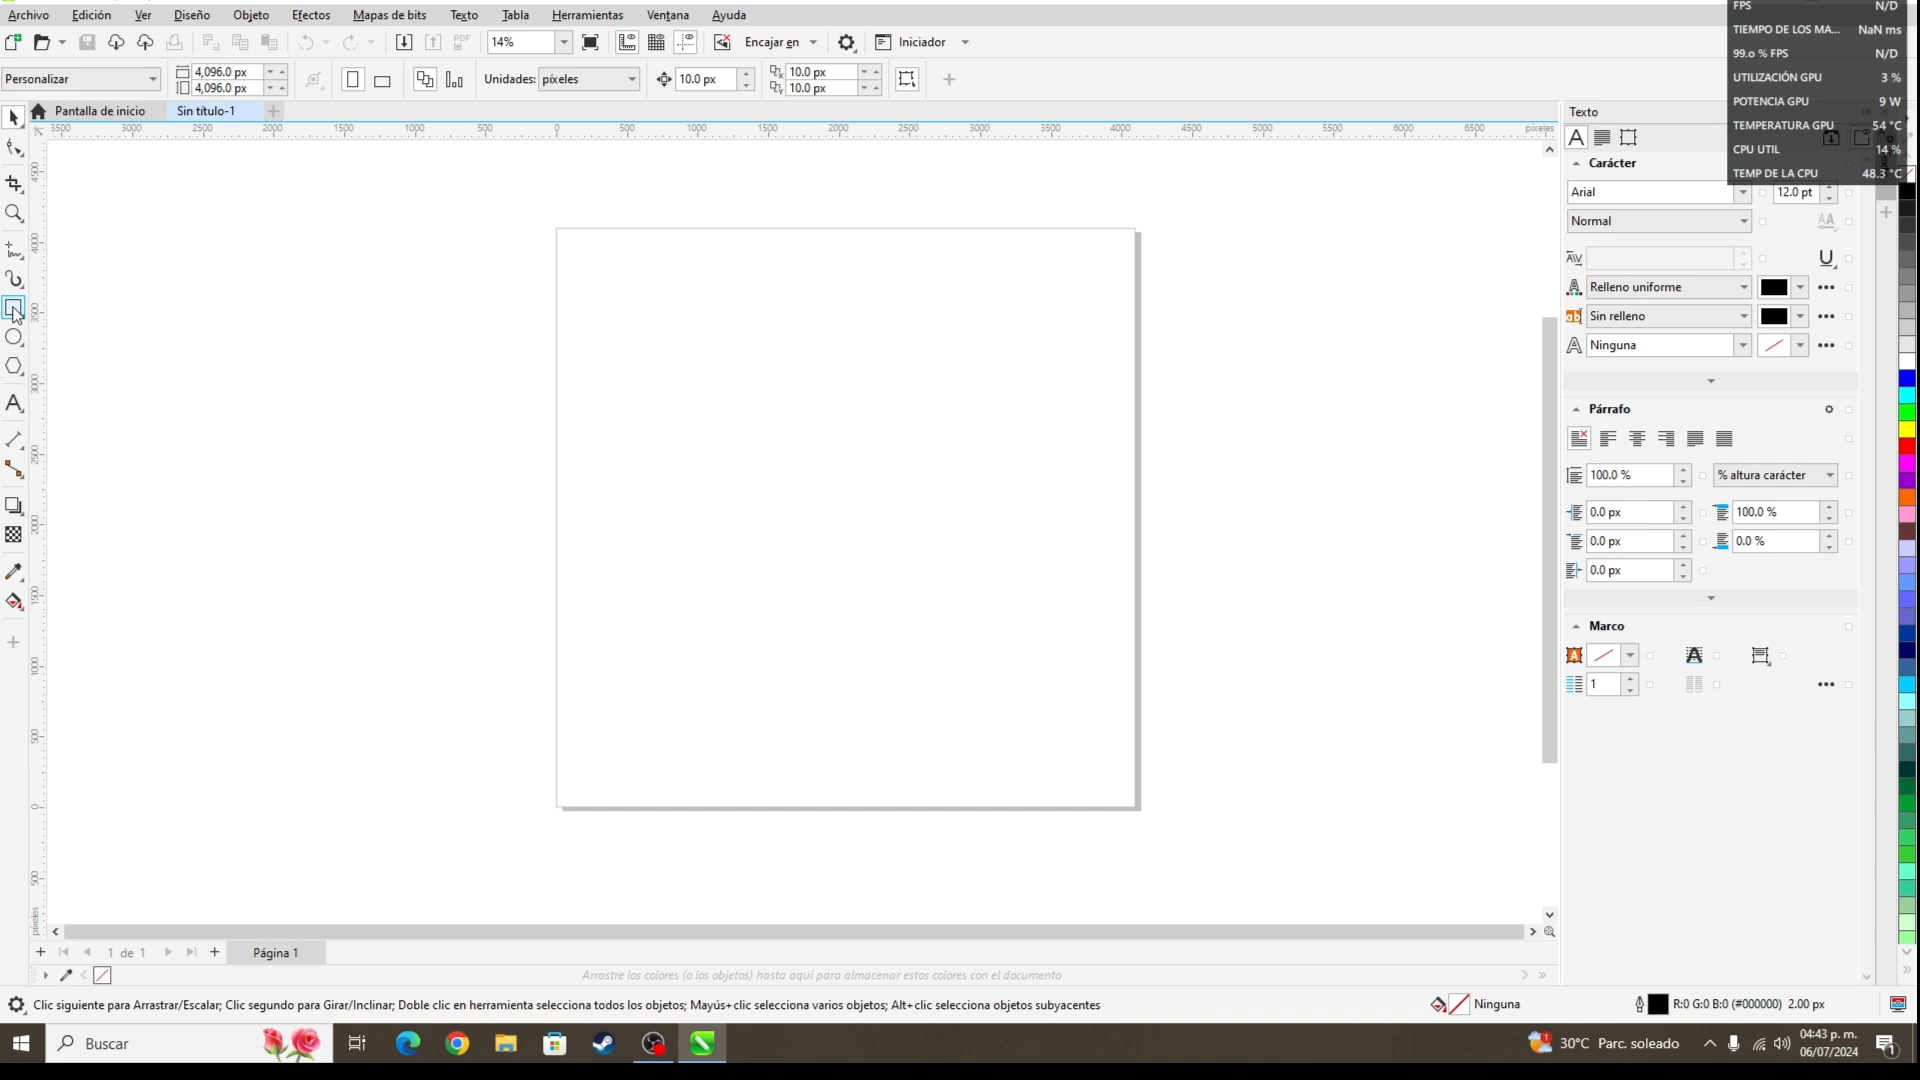 Archivo Edición Ver Diseño Objeto Efectos Mapas de bits Texto Tabla Herramientas Ventana Ayuda
14% Encajar en Iniciador
Personalizar 4,096.0 px 4,096.0 px Unidades: píxeles 10.0 px 10.0 px 10.0 px
Pantalla de inicio Sin título-1
3500 3000 2500 2000 1500 1000 500 0 500 1000 1500 2000 2500 3000 3500 4000 4500 5000 5500 6000 6500 píxeles
4500
4000
3500
3000
2500
2000
1500
1000
500
0
500
píxeles
FPS N/D
TIEMPO DE LOS MA... NaN ms
99.o % FPS N/D
UTILIZACIÓN GPU 3 %
POTENCIA GPU 9 W
TEMPERATURA GPU 54 °C
CPU UTIL 14 %
TEMP DE LA CPU 48.3 °C
Texto
Carácter
Arial 12.0 pt
Normal
Relleno uniforme
Sin relleno
Ninguna
Párrafo
100.0 % % altura carácter
0.0 px 100.0 %
0.0 px 0.0 %
0.0 px
Marco
1
1 de 1 Página 1
Arrastre los colores (o los objetos) hasta aquí para almacenar estos colores con el documento
Clic siguiente para Arrastrar/Escalar; Clic segundo para Girar/Inclinar; Doble clic en herramienta selecciona todos los objetos; Mayús+clic selecciona varios objetos; Alt+clic selecciona objetos subyacentes Ninguna R:0 G:0 B:0 (#000000) 2.00 px
Buscar 1 30°C Parc. soleado 04:43 p. m.
06/07/2024 1